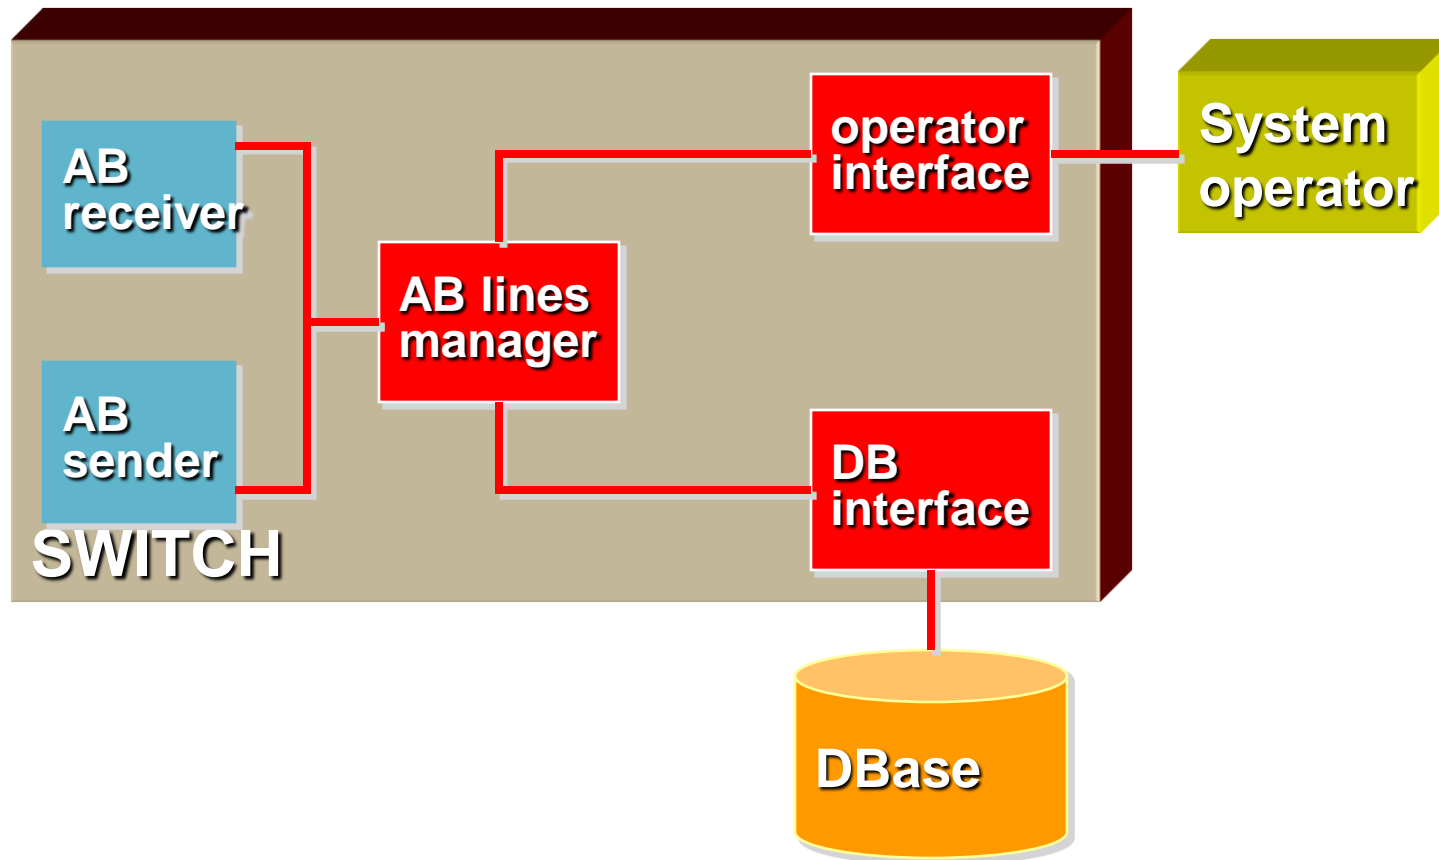 operator
interface
System
operator
AB
receiver
AB lines
manager
AB
sender
DB
interface
SWITCH
DBase